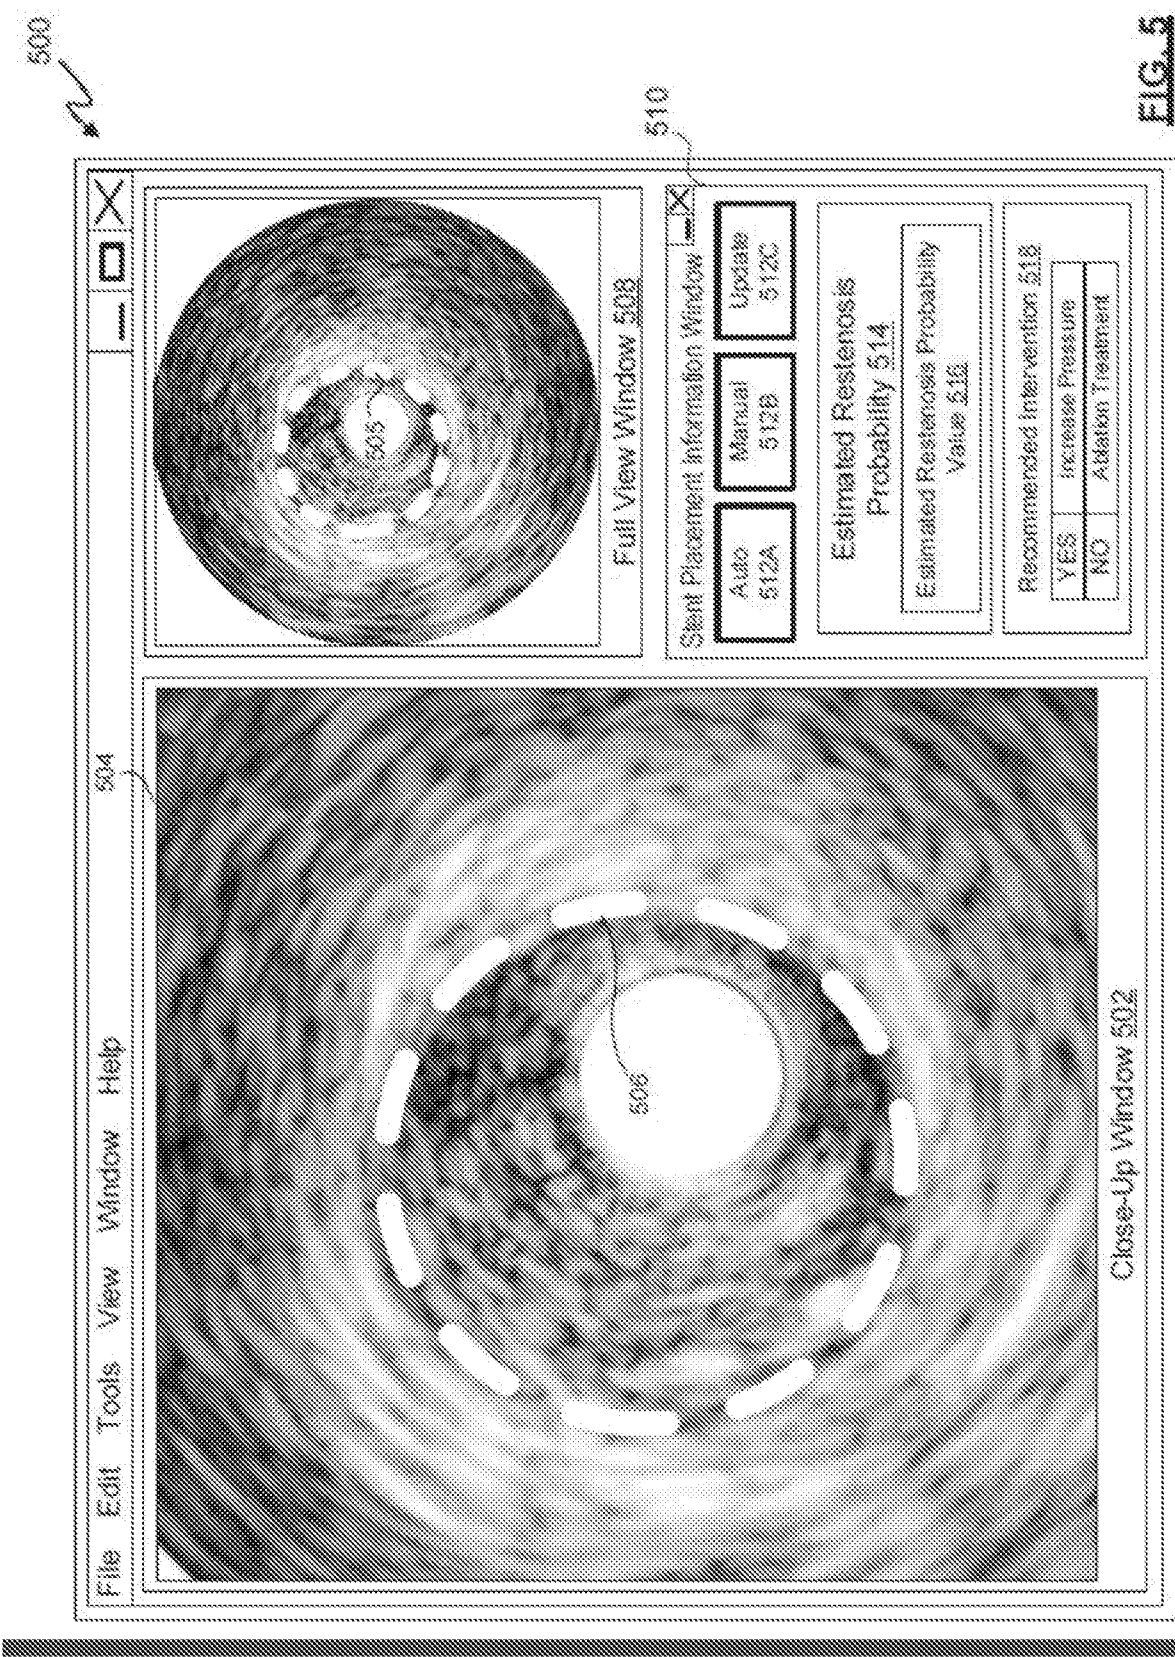 500
File Edit Tools View Window Help
504
506
Close-Up Window 502
505
Full View Window 508
510
Stent Placement Information Window
Auto
512A
Manual
512B
Update
512C
Estimated Restenosis
Probability 514
Estimated Restenosis Probability
Value 516
Recommended Intervention 518
YES Increase Pressure
NO Ablation Treatment
FIG. 5